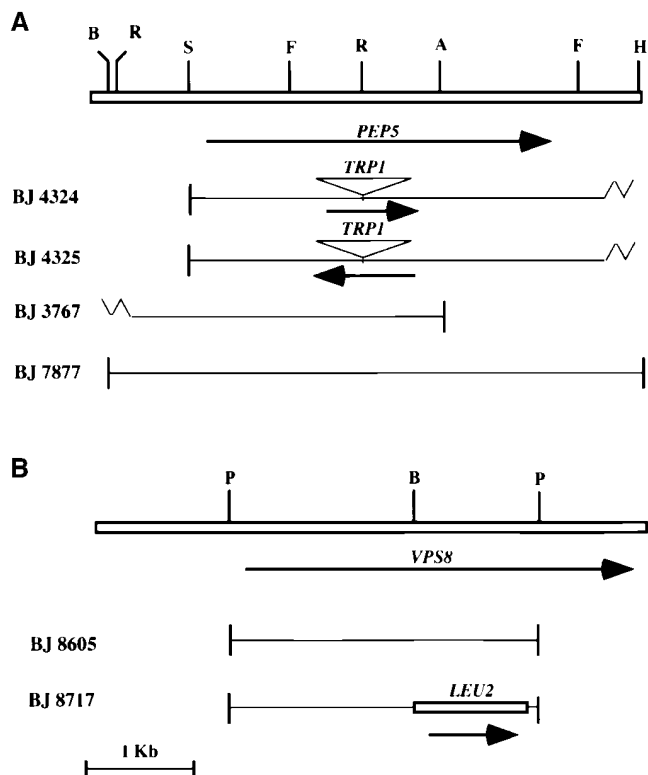 A
B R S F R A F H
PEP5
TRP1
BJ 4324
TRP1
BJ 4325
BJ 3767
BJ 7877
B
P B P
VPS8
BJ 8605
LEU2
BJ 8717
1 Kb